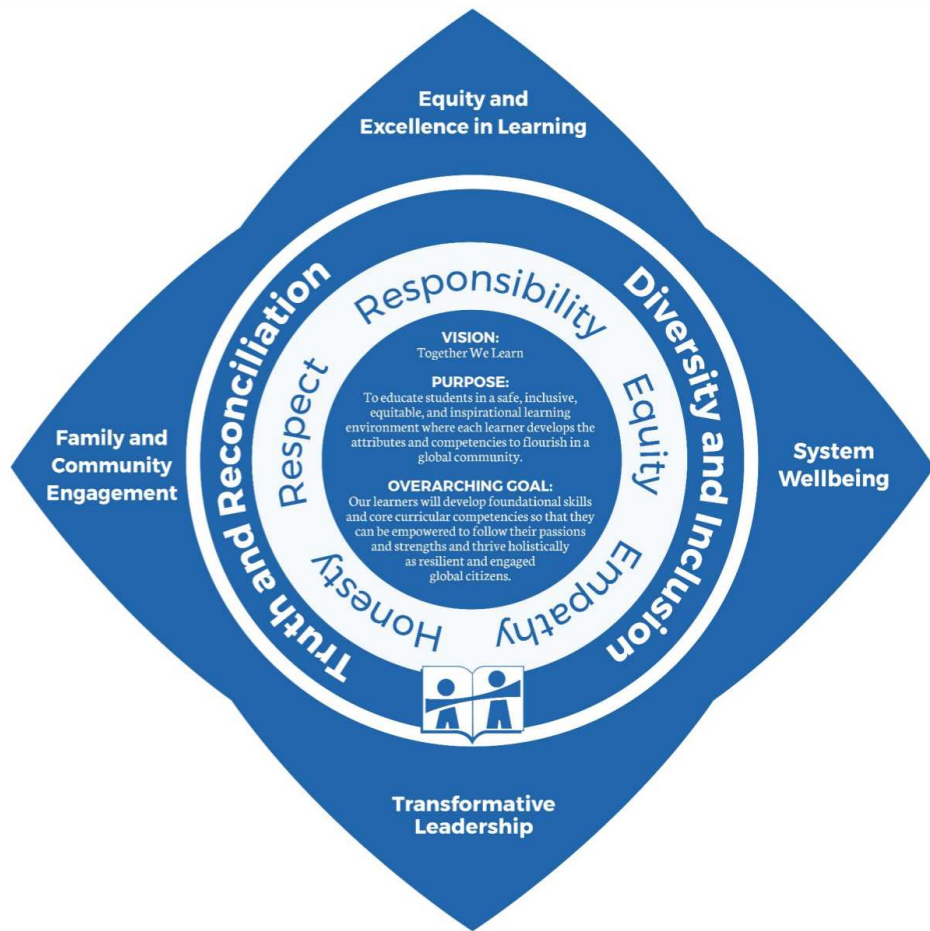 Equity and
Excellence in Learning
Truth and Reconciliation
Diversity and Inclusion
Responsibility
Respect
Equity
Honesty
Empathy
VISION:
Together We Learn
PURPOSE:
To educate students in a safe, inclusive,
equitable, and inspirational learning
environment where each learner develops the
attributes and competencies to flourish in a
global community.
OVERARCHING GOAL:
Our learners will develop foundational skills
and core curricular competencies so that they
can be empowered to follow their passions
and strengths and thrive holistically
as resilient and engaged
global citizens.
Family and
Community
Engagement
System
Wellbeing
Transformative
Leadership